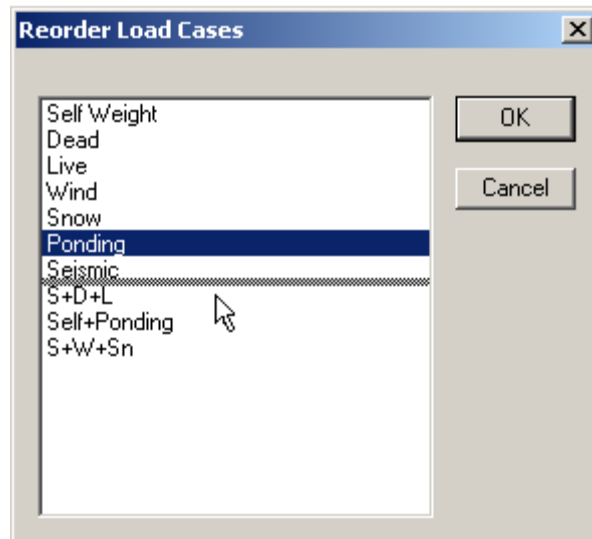 Reorder Load Cases
Self Weight
Dead
Live
Wind
Snow
Ponding
Seismic
S+D+L
Self+Ponding
S+W+Sn
OK
Cancel